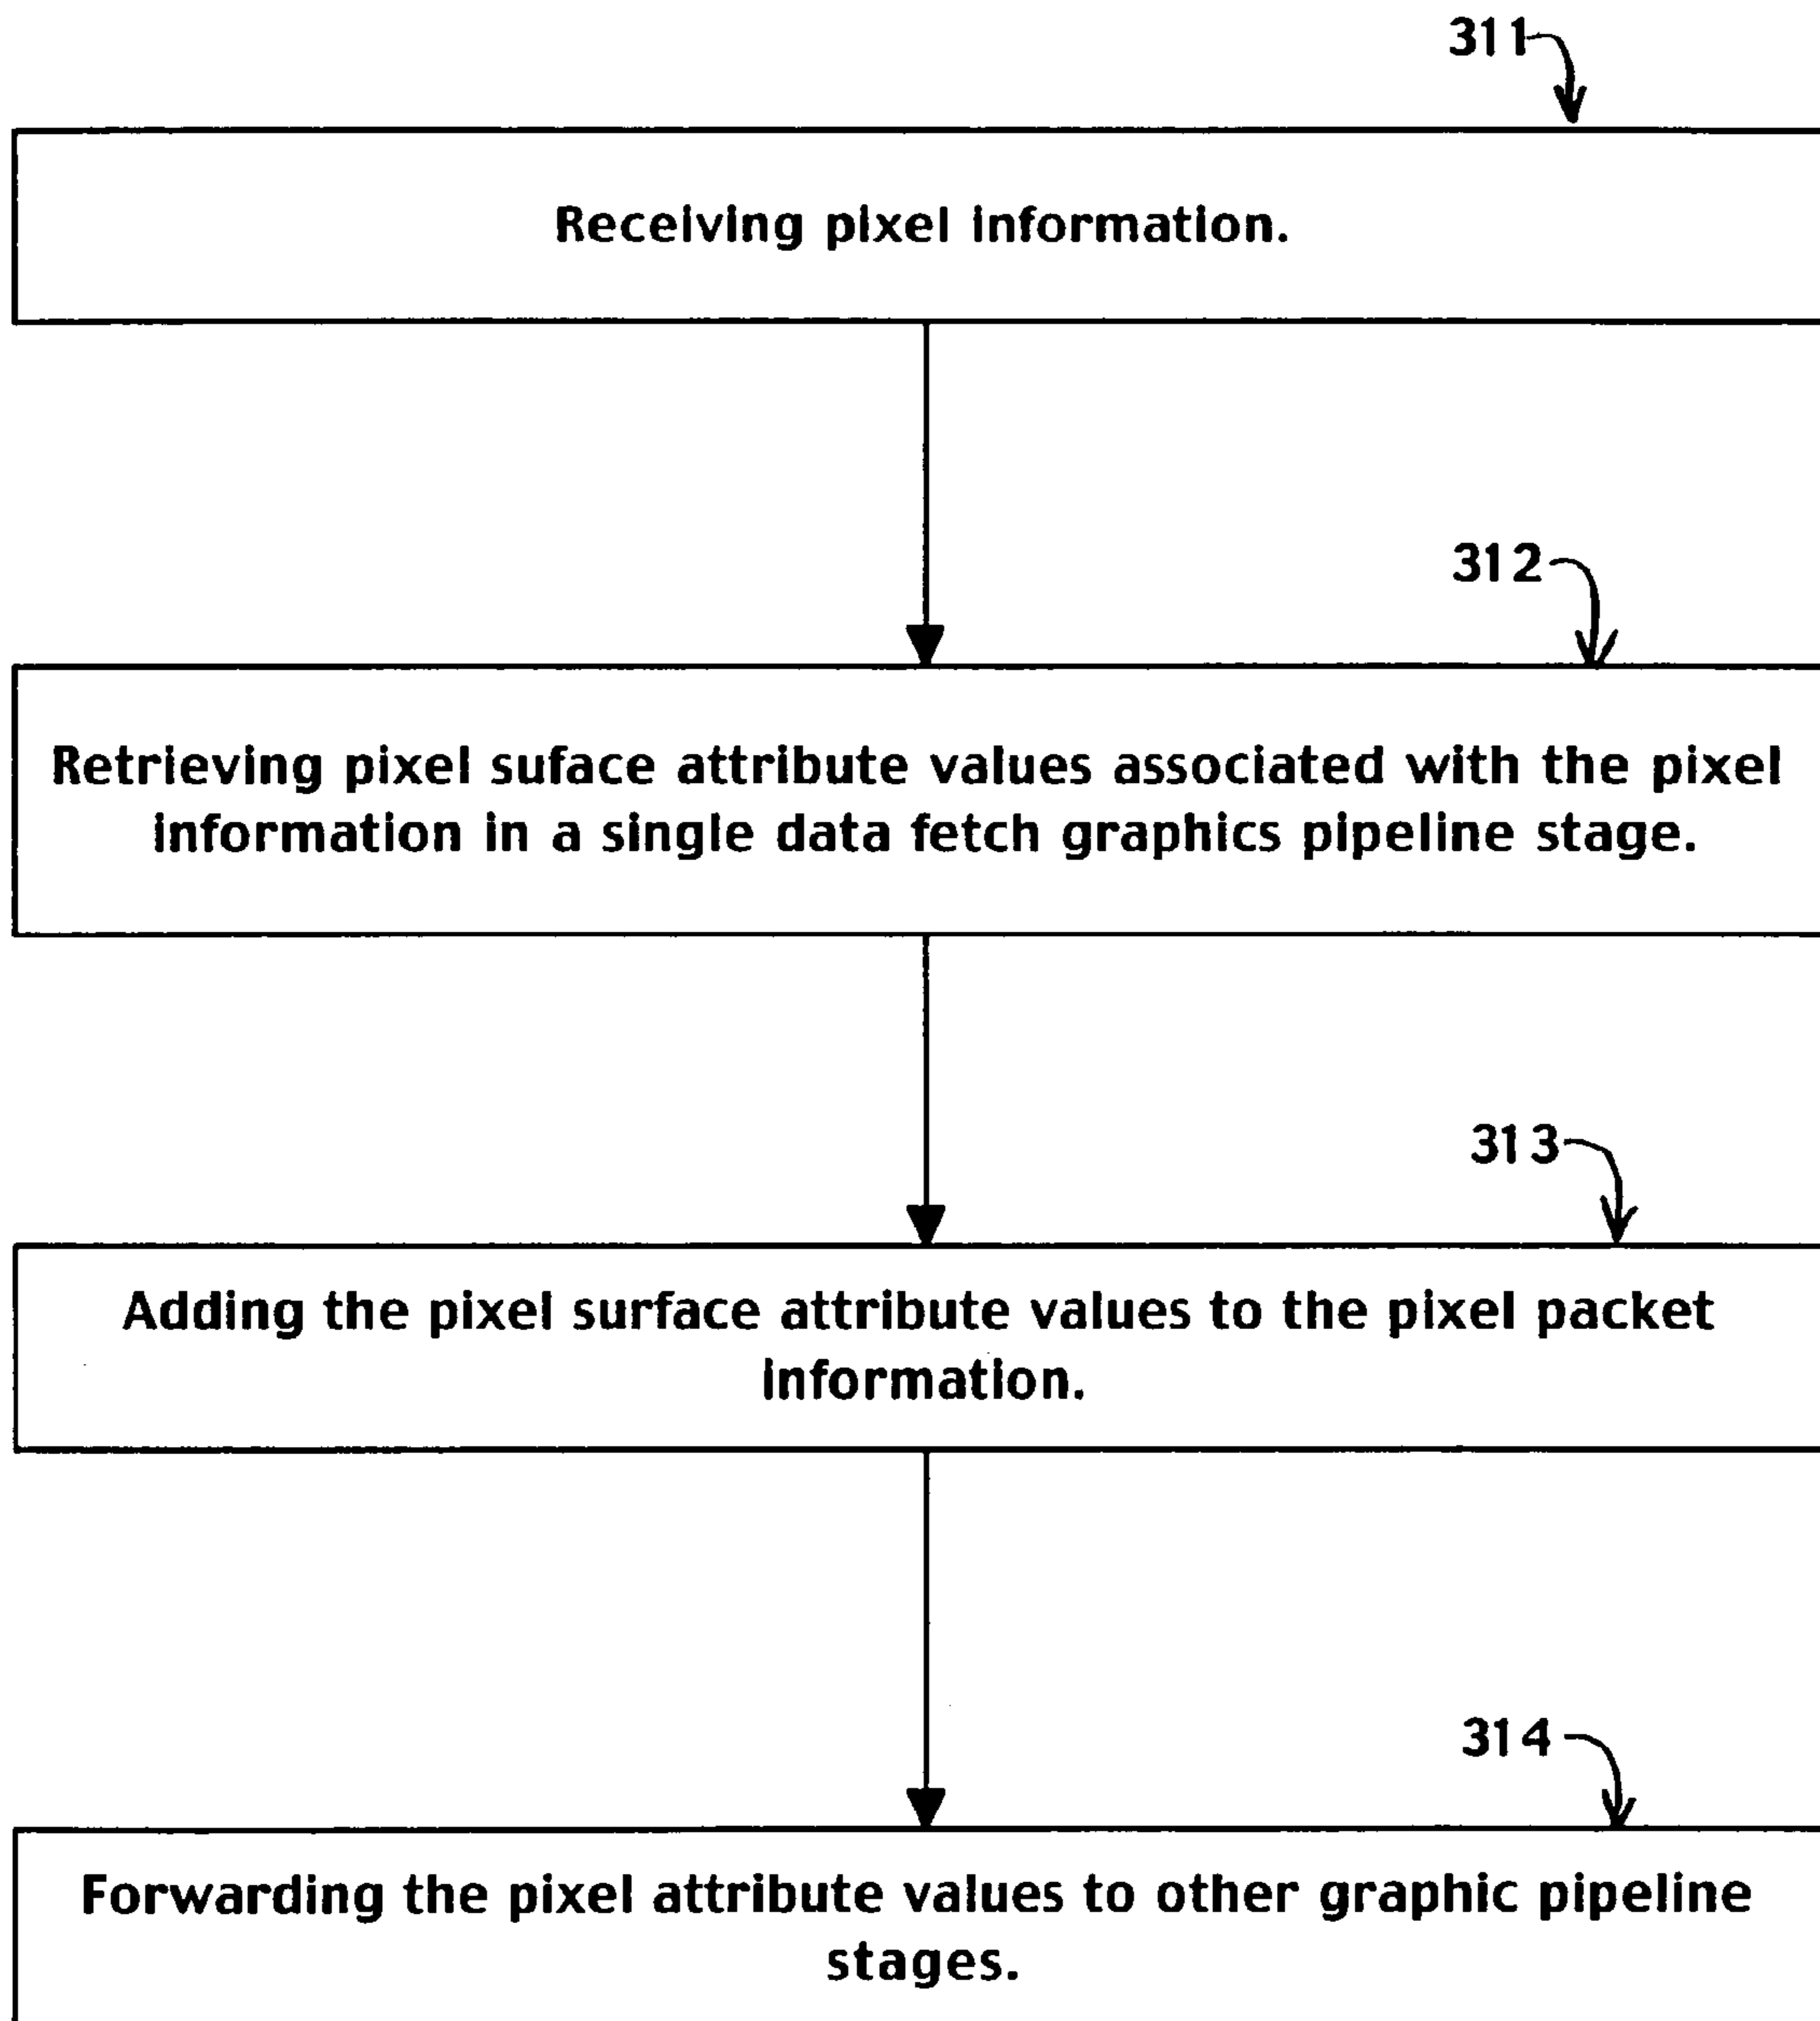 311
Receiving pixel information.
312
Retrieving pixel suface attribute values associated with the pixel
information in a single data fetch graphics pipeline stage.
313
Adding the pixel surface attribute values to the pixel packet
information.
314
Forwarding the pixel attribute values to other graphic pipeline
stages.